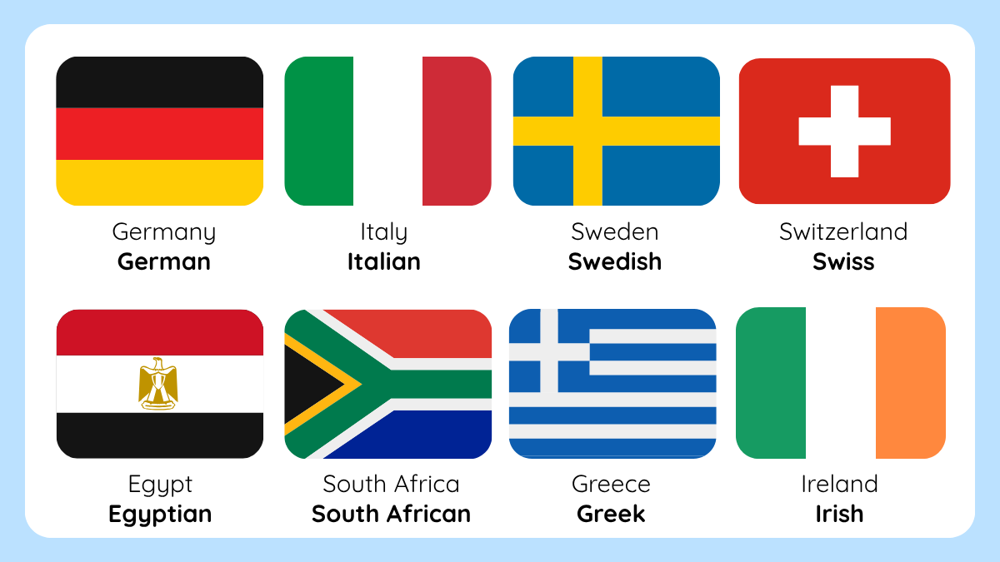 Germany
German
Italy
Italian
Sweden
Swedish
Switzerland
Swiss
Egypt
Egyptian
South Africa
South African
Greece
Greek
Ireland
Irish